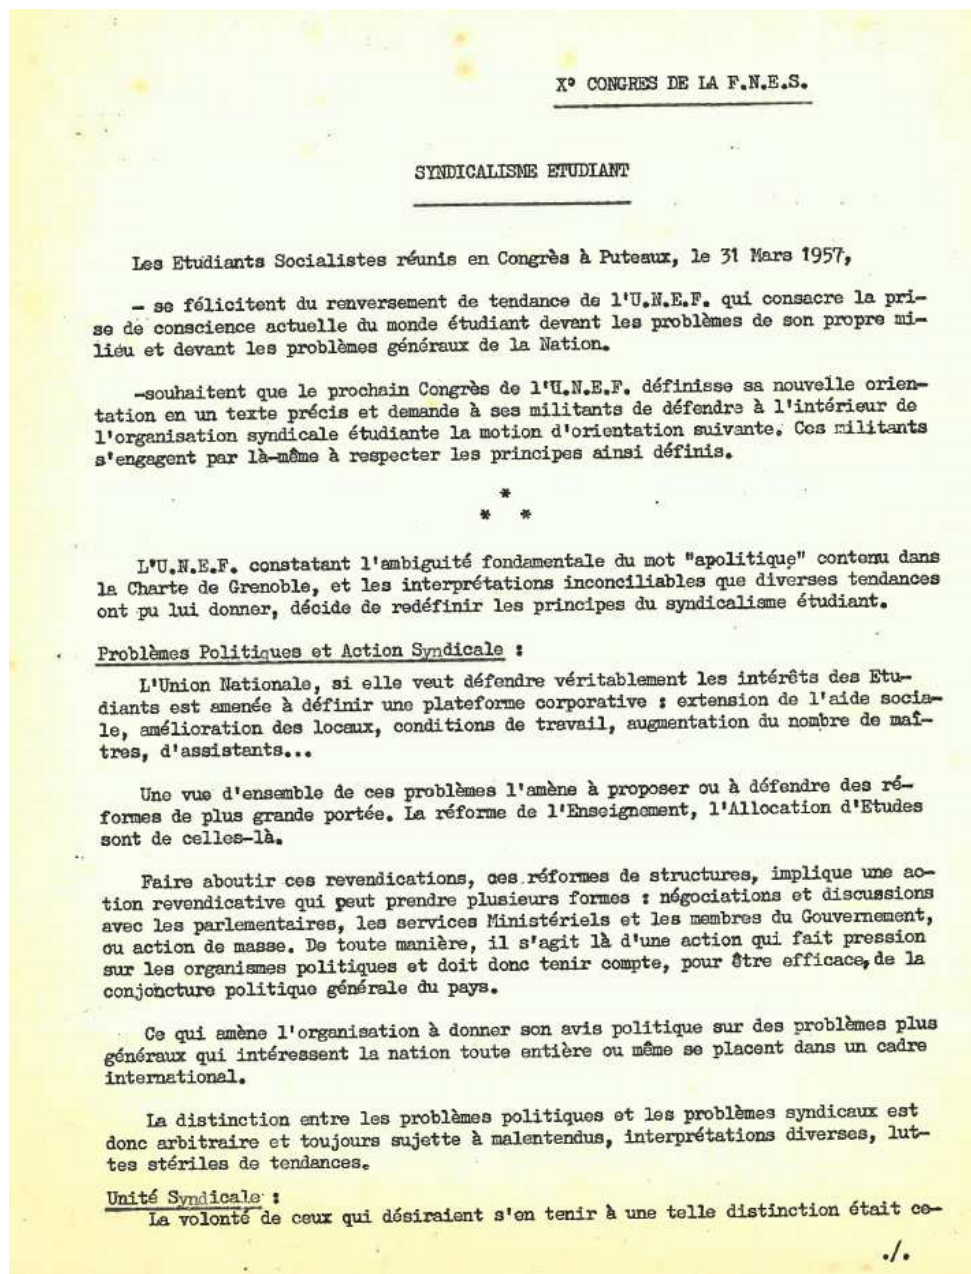 X° CONGRES DE LA F.N.E.S.
SYNDICALISME ETUDIANT
Les Etudiants Socialistes réunis en Congrès à Puteaux, le 31 Mars 1957,
- se félicitent du renversement de tendance de l'U.N.E.F. qui consacre la pri-
se de conscience actuelle du monde étudiant devant les problèmes de son propre mi-
lieu et devant les problèmes généraux de la Nation.
-souhaitent que le prochain Congrès de l'U.N.E.F. définisse sa nouvelle orien-
tation en un texte précis et demande à ses militants de défendre à l'intérieur de
l'organisation syndicale étudiante la motion d'orientation suivante. Ces militants
s'engagent par là-même à respecter les principes ainsi définis.
*
* *
L'U.N.E.F. constatant l'ambiguité fondamentale du mot "apolitique" contenu dans
la Charte de Grenoble, et les interprétations inconciliables que diverses tendances
ont pu lui donner, décide de redéfinir les principes du syndicalisme étudiant.
Problèmes Politiques et Action Syndicale :
L'Union Nationale, si elle veut défendre véritablement les intérêts des Etu-
diants est amenée à définir une plateforme corporative : extension de l'aide socia-
le, amélioration des locaux, conditions de travail, augmentation du nombre de maî-
tres, d'assistants...
Une vue d'ensemble de ces problèmes l'amène à proposer ou à défendre des ré-
formes de plus grande portée. La réforme de l'Enseignement, l'Allocation d'Etudes
sont de celles-là.
Faire aboutir ces revendications, ces réformes de structures, implique une ac-
tion revendicative qui peut prendre plusieurs formes : négociations et discussions
avec les parlementaires, les services Ministériels et les membres du Gouvernement,
ou action de masse. De toute manière, il s'agit là d'une action qui fait pression
sur les organismes politiques et doit donc tenir compte, pour être efficace, de la
conjoncture politique générale du pays.
Ce qui amène l'organisation à donner son avis politique sur des problèmes plus
généraux qui intéressent la nation toute entière ou même se placent dans un cadre
international.
La distinction entre les problèmes politiques et les problèmes syndicaux est
donc arbitraire et toujours sujette à malentendus, interprétations diverses, lut-
tes stériles de tendances.
Unité Syndicale :
La volonté de ceux qui désiraient s'en tenir à une telle distinction était ce-
./.